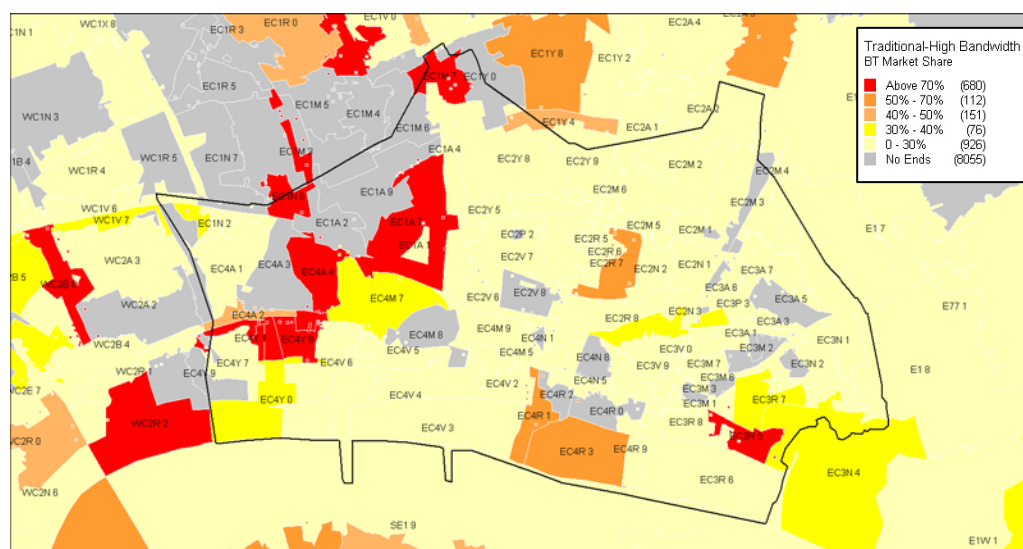 WC1X 8
EC1R 3
EC1R 0
EC1V 0
EC2A 4
EC1Y 8
EC1Y 2
EC1R 5
EC1M 7
EC1Y 0
EC1M 5
EC1M 4
EC2A 2
WC1N 3
EC1M 6
EC1Y 4
EC2A 1
EC1N 7
EC1M 3
EC1A 4
WC1R 5
EC2Y 8
EC2Y 9
EC2M 2
EC2M 4
WC1R 4
EC1A 9
EC2M 6
EC2M 3
WC1V 6
WC1V 7
EC1N 2
EC1A 2
EC1A 7
EC2Y 5
EC2P 2
EC2M 5
EC2M 1
E1 7
EC1A 1
EC2R 5
EC2R 6
EC2R 7
EC2V 7
EC2N 2
EC2N 1
WC2A 3
EC4A 1
EC4A 3
EC4A 4
EC3A 7
EC3A 6
WC2A 2
EC4M 7
EC2V 6
EC2V 8
EC3P 3
EC3A 5
E77 1
EC4A 2
EC2R 8
EC2N 3
EC3A 3
EC3A 1
EC4M 9
EC4M 8
EC4N 1
EC3N 1
WC2B 4
EC4Y 8
EC4V 5
EC4M 5
EC3V 0
EC3M 2
EC4Y 7
EC4V 6
EC4N 8
EC3V 9
EC3M 7
EC3N 2
E1 8
WC2R 1
EC4Y 9
EC4N 5
EC3M 8
EC3M 3
EC4V 2
EC4R 2
EC3M 1
EC3R 7
EC4Y 0
EC4V 4
EC4R 1
EC4R 0
WC2R 2
EC4V 3
EC3R 8
EC3R 5
WC2R 0
EC4R 3
EC4R 9
EC3N 4
EC3R 6
WC2N 6
SE1 9
E1W 1
Traditional-High Bandwidth
BT Market Share
Above 70% (680)
50% - 70% (112)
40% - 50% (151)
30% - 40% (76)
0 - 30% (926)
No Ends (8055)